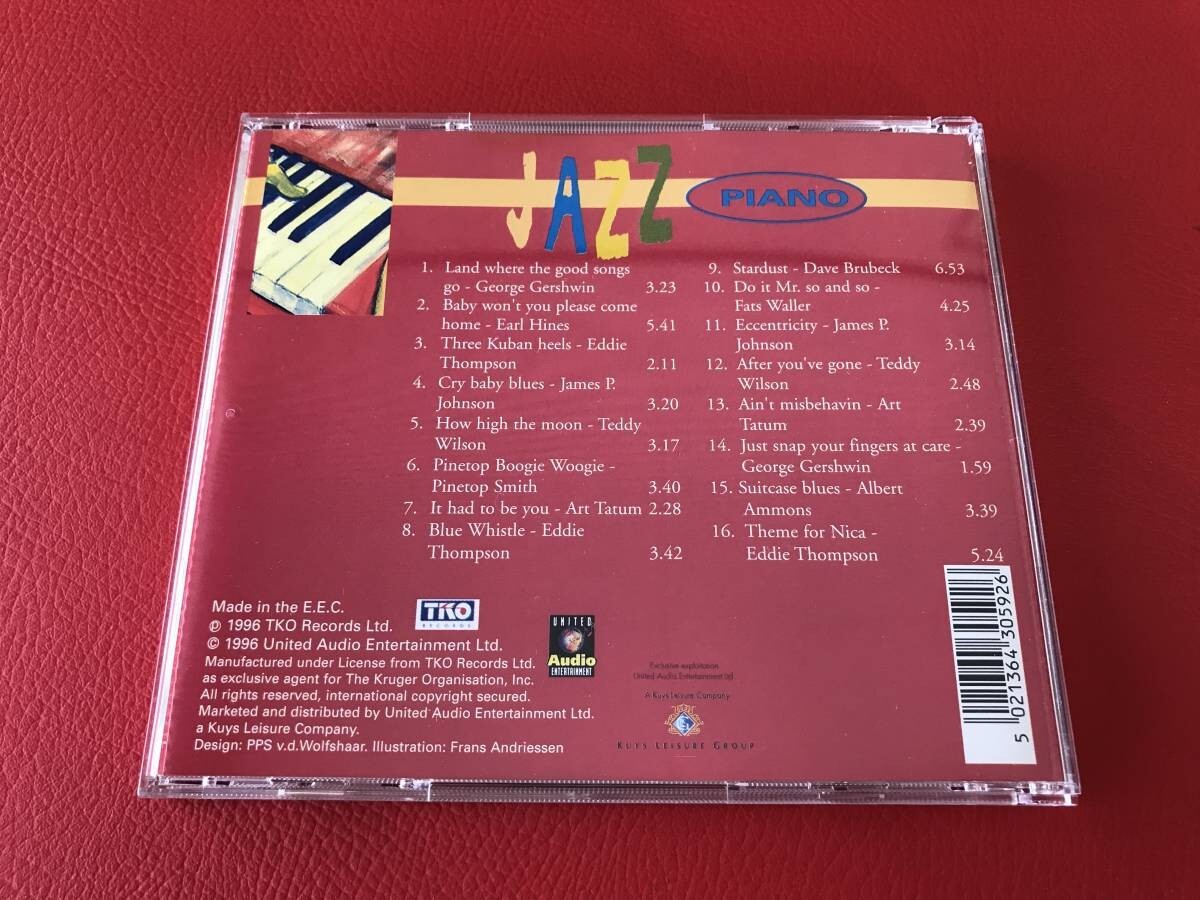 JAZZ PIANO
1. Land where the good songs
go - George Gershwin 3.23
2. Baby won't you please come
home - Earl Hines 5.41
3. Three Kuban heels - Eddie
Thompson 2.11
4. Cry baby blues - James P.
Johnson 3.20
5. How high the moon - Teddy
Wilson 3.17
6. Pinetop Boogie Woogie -
Pinetop Smith 3.40
7. It had to be you - Art Tatum 2.28
8. Blue Whistle - Eddie
Thompson 3.42
9. Stardust - Dave Brubeck 6.53
10. Do it Mr. so and so -
Fats Waller 4.25
11. Eccentricity - James P.
Johnson 3.14
12. After you've gone - Teddy
Wilson 2.48
13. Ain't misbehavin - Art
Tatum 2.39
14. Just snap your fingers at care -
George Gershwin 1.59
15. Suitcase blues - Albert
Ammons 3.39
16. Theme for Nica -
Eddie Thompson 5.24
Made in the E.E.C.
℗ 1996 TKO Records Ltd.
© 1996 United Audio Entertainment Ltd.
Manufactured under License from TKO Records Ltd.
as exclusive agent for The Kruger Organisation, Inc.
All rights reserved, international copyright secured.
Marketed and distributed by United Audio Entertainment Ltd.
a Kuys Leisure Company.
Design: PPS v.d.Wolfshaar. Illustration: Frans Andriessen
TKO
RECORDS
UNITED
Audio
ENTERTAINMENT
Exclusive exploitation
United Audio Entertainment Ltd.
A Kuys Leisure Company
KUYS LEISURE GROUP
5 021364 305926